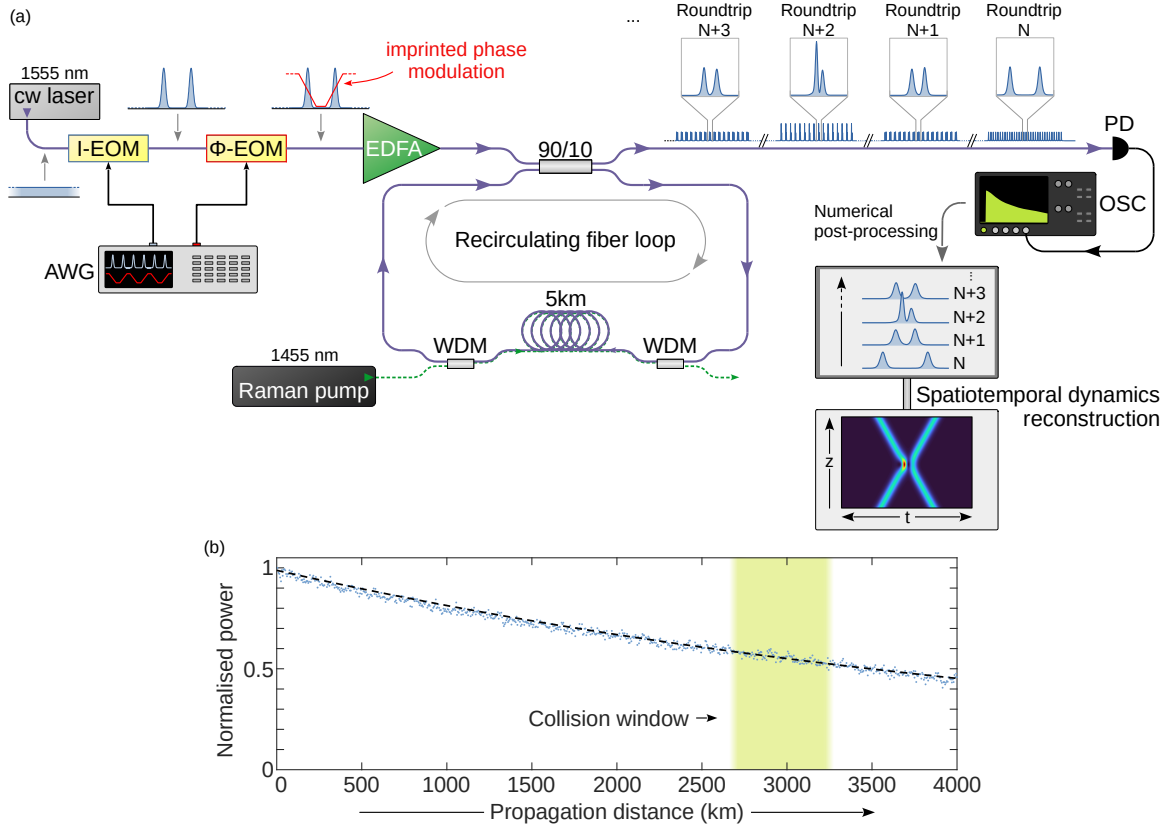 (a)
...
Roundtrip
N+3
Roundtrip
N+2
Roundtrip
N+1
Roundtrip
N
1555 nm
cw laser
imprinted phase
modulation
I-EOM
Φ-EOM
EDFA
90/10
PD
OSC
AWG
Recirculating fiber loop
Numerical
post-processing
5km
WDM
WDM
1455 nm
Raman pump
⋮
N+3
N+2
N+1
N
Spatiotemporal dynamics
reconstruction
z
t
(b)
Normalised power
1
0.5
0
Collision window
0
500
1000
1500
2000
2500
3000
3500
4000
Propagation distance (km)